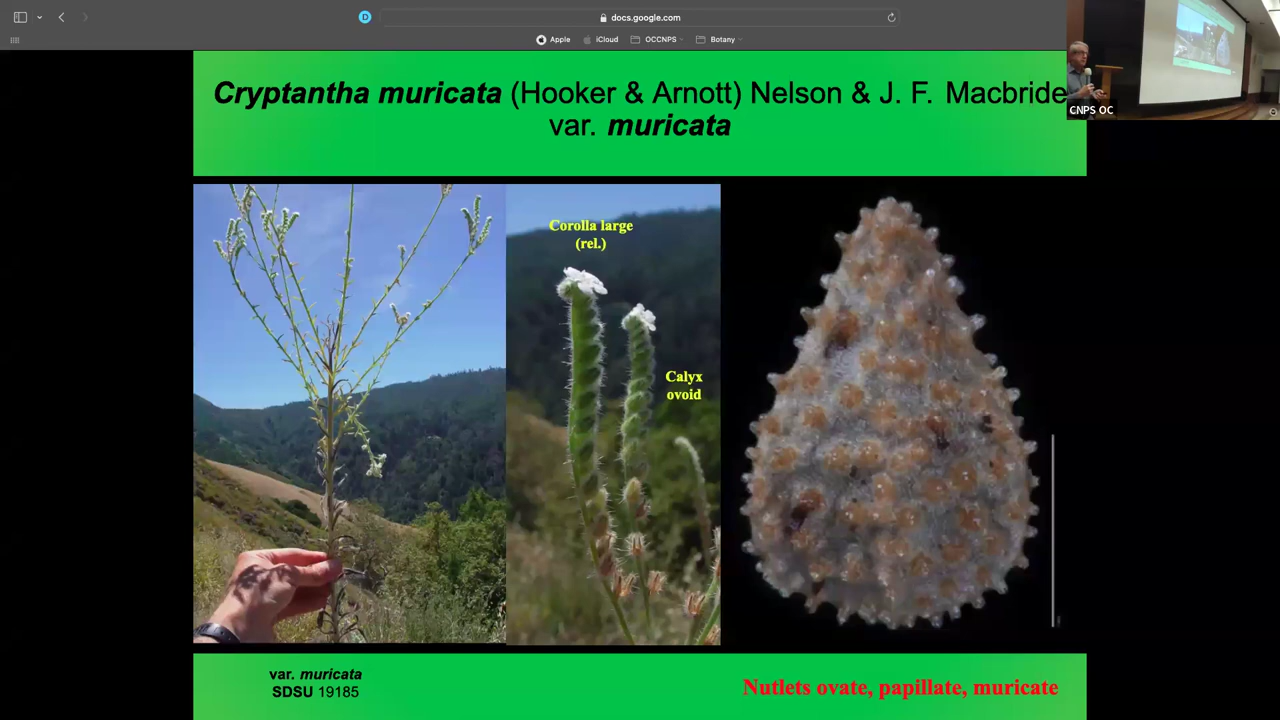 docs.google.com
Apple
iCloud
OCCNPS
Botany
D
CNPS OC
Cryptantha muricata (Hooker & Arnott) Nelson & J. F. Macbride
var. muricata
Corolla large
(rel.)
Calyx
ovoid
var. muricata
SDSU 19185
Nutlets ovate, papillate, muricate